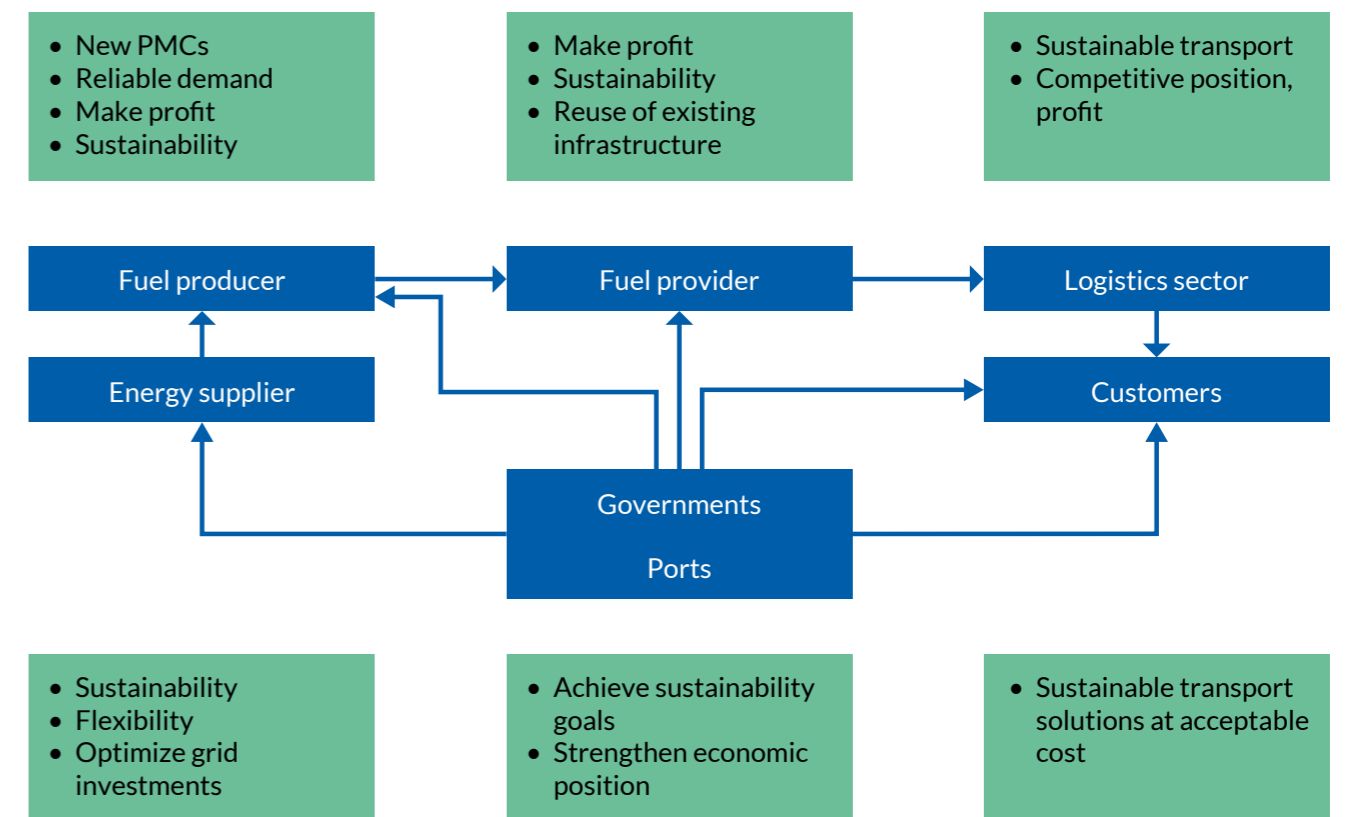 • New PMCs
• Reliable demand
• Make profit
• Sustainability
• Make profit
• Sustainability
• Reuse of existing
infrastructure
• Sustainable transport
• Competitive position,
profit
Fuel producer
Fuel provider
Logistics sector
Energy supplier
Customers
Governments
Ports
• Sustainability
• Flexibility
• Optimize grid
investments
• Achieve sustainability
goals
• Strengthen economic
position
• Sustainable transport
solutions at acceptable
cost